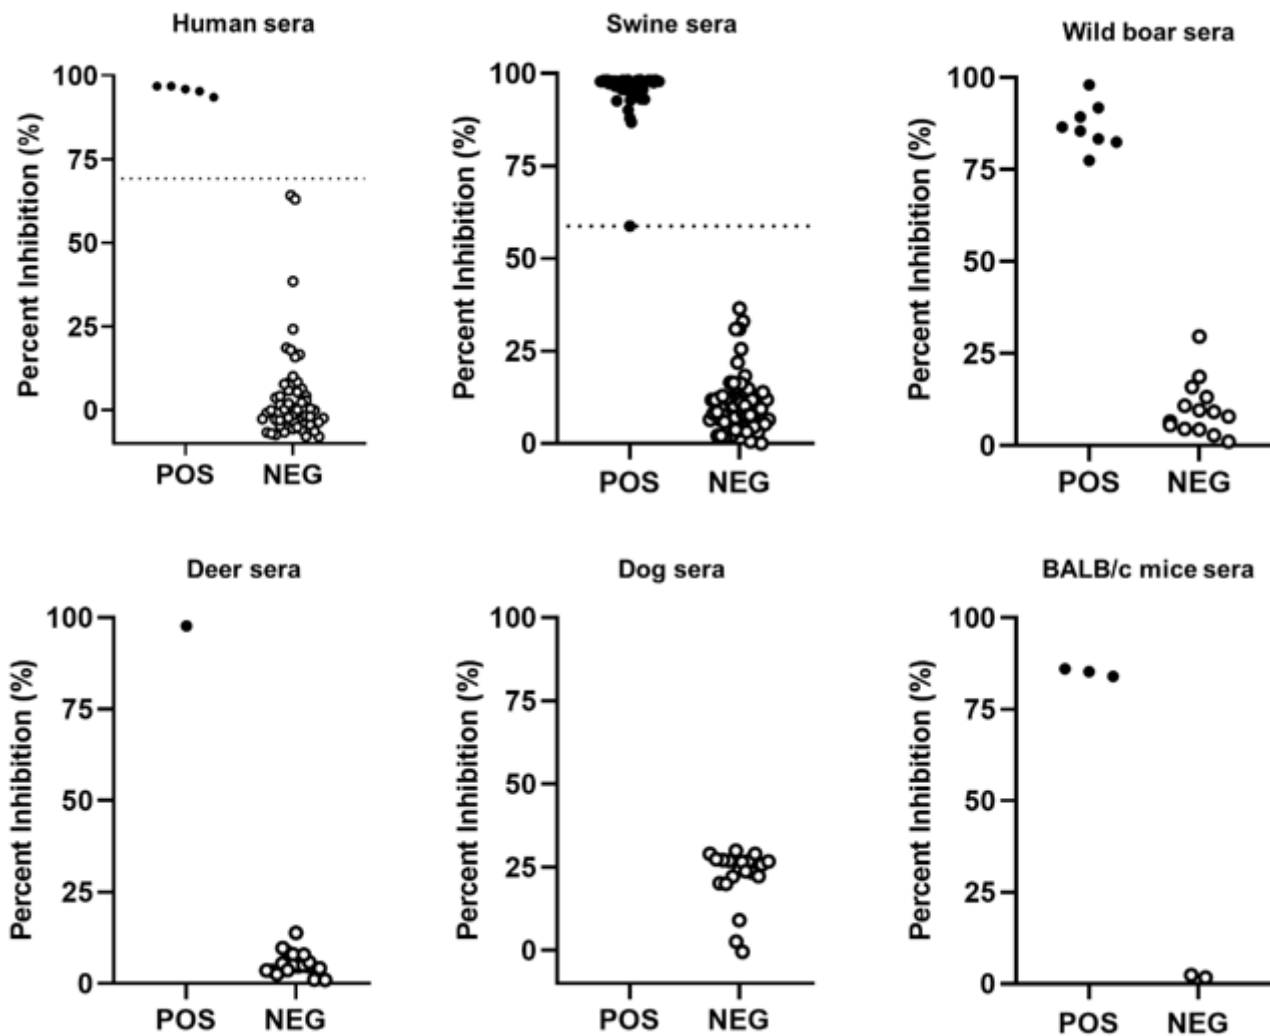 Human sera
Percent Inhibition (%)
100
75
50
25
0
POS NEG
Swine sera
Percent Inhibition (%)
100
75
50
25
0
POS NEG
Wild boar sera
Percent Inhibition (%)
100
75
50
25
0
POS NEG
Deer sera
Percent Inhibition (%)
100
75
50
25
0
POS NEG
Dog sera
Percent Inhibition (%)
100
75
50
25
0
POS NEG
BALB/c mice sera
Percent Inhibition (%)
100
75
50
25
0
POS NEG